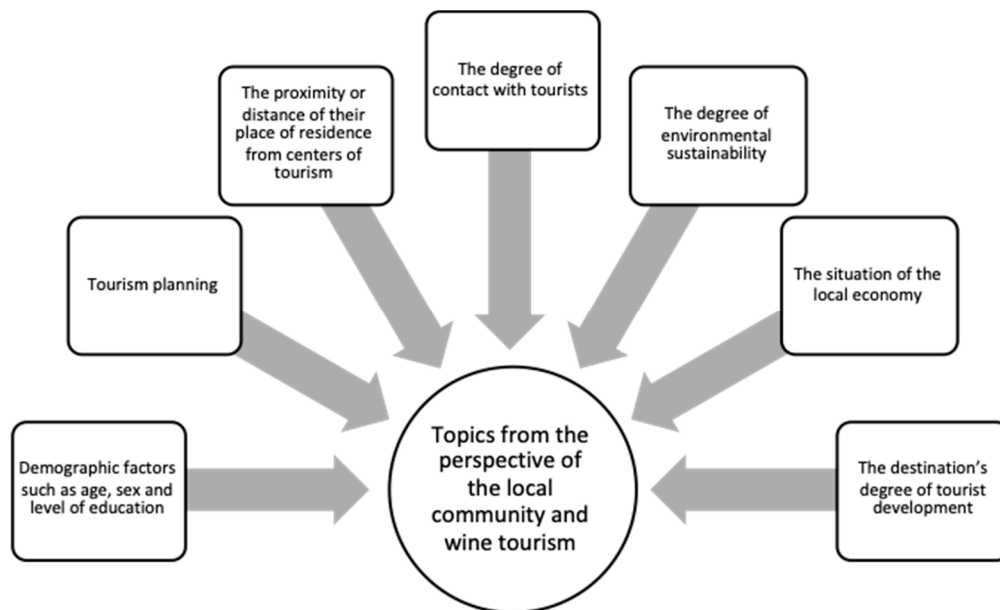 The degree of
contact with tourists
The proximity or
distance of their
place of residence
from centers of
tourism
The degree of
environmental
sustainability
Tourism planning
The situation of the
local economy
Demographic factors
such as age, sex and
level of education
Topics from the
perspective of
the local
community and
wine tourism
The destination’s
degree of tourist
development